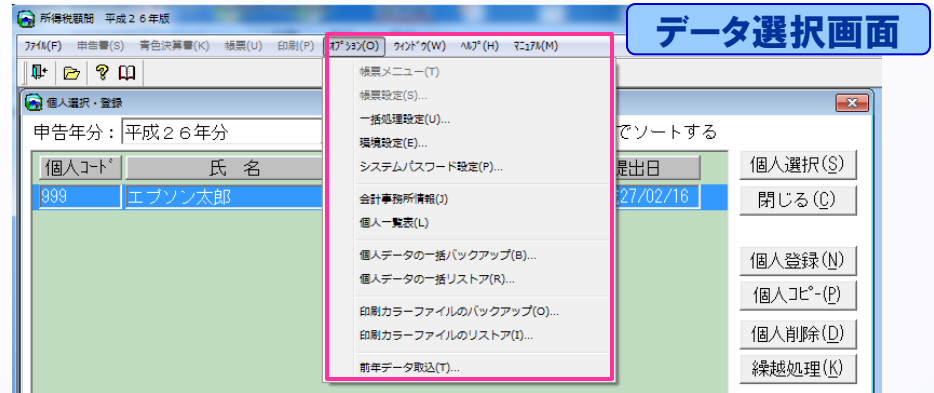 所得税顧問 平成２６年版
データ選択画面
ﾌｧｲﾙ(F) 申告書(S) 青色決算書(K) 帳票(U) 印刷(P) ｵﾌﾟｼｮﾝ(O) ｳｨﾝﾄﾞｳ(W) ﾍﾙﾌﾟ(H) ﾏﾆｭｱﾙ(M)
帳票メニュー(T)
帳票設定(S)...
一括処理設定(U)...
環境設定(E)...
システムパスワード設定(P)...
会計事務所情報(J)
個人一覧表(L)
個人データの一括バックアップ(B)...
個人データの一括リストア(R)...
印刷カラーファイルのバックアップ(O)...
印刷カラーファイルのリストア(I)...
前年データ取込(T)...
個人選択・登録
申告年分： 平成２６年分 でソートする
個人ｺｰﾄﾞ 氏 名 提出日
999 エプソン太郎 27/02/16
個人選択(S)
閉じる(C)
個人登録(N)
個人ｺﾋﾟｰ(P)
個人削除(D)
繰越処理(K)